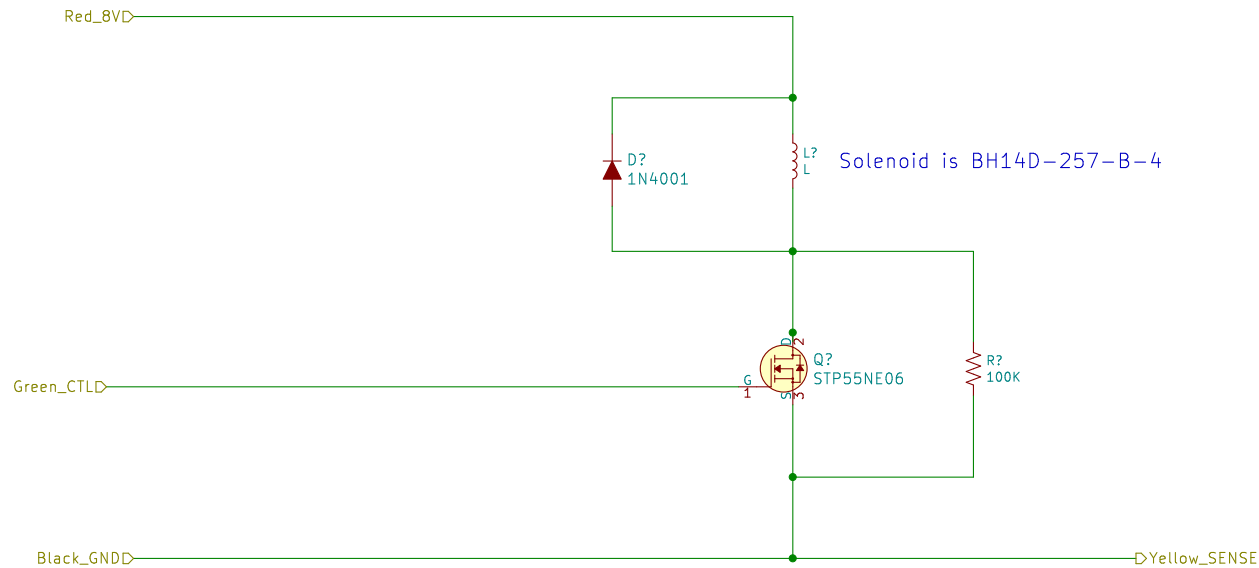 Red_8V
D?
1N4001
L?
L
Solenoid is BH14D-257-B-4
D
2
Q?
STP55NE06
G
1
S
3
R?
100K
Green_CTL
Black_GND
Yellow_SENSE